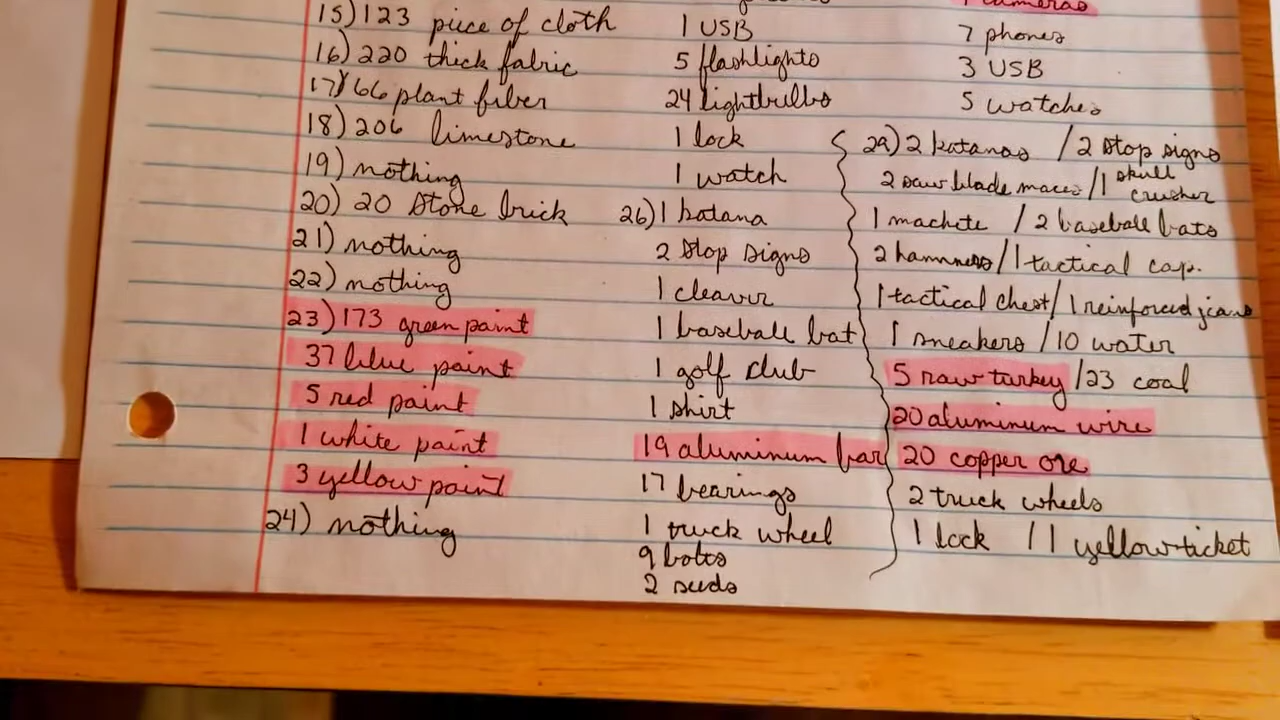 15) 123 piece of cloth
16) 220 thick fabric
17) 66 plant fiber
18) 206 limestone
19) nothing
20) 20 stone brick
21) nothing
22) nothing
23) 173 green paint
37 blue paint
5 red paint
1 white paint
3 yellow paint
24) nothing
1 USB
5 flashlights
24 lightbulbs
1 lock
1 watch
26) 1 katana
2 stop signs
1 cleaver
1 baseball bat
1 golf club
1 shirt
19 aluminum bar
17 bearings
1 truck wheel
9 bolts
2 seeds
cameras
7 phones
3 USB
5 watches
29) 2 katanas / 2 stop signs
2 saw blade maces / 1 skull crusher
1 machete / 2 baseball bats
2 hammers / 1 tactical cap.
1 tactical chest / 1 reinforced jeans
1 sneakers / 10 water
5 raw turkey / 23 coal
20 aluminum wire
20 copper ore
2 truck wheels
1 lock / 1 yellow ticket